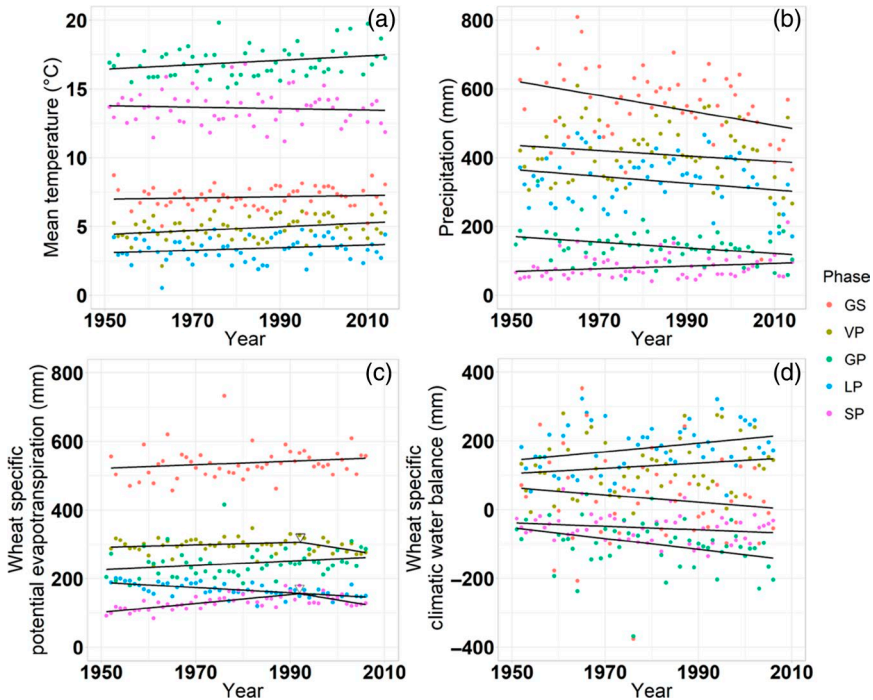 (a)
20
15
10
5
0
Mean temperature (°C)
1950 1970 1990 2010
Year
(b)
800
600
400
200
0
Precipitation (mm)
1950 1970 1990 2010
Year
(c)
800
600
400
200
0
Wheat specific
potential evapotranspiration (mm)
1950 1970 1990 2010
Year
(d)
400
200
0
−200
−400
Wheat specific
climatic water balance (mm)
1950 1970 1990 2010
Year
Phase
GS
VP
GP
LP
SP